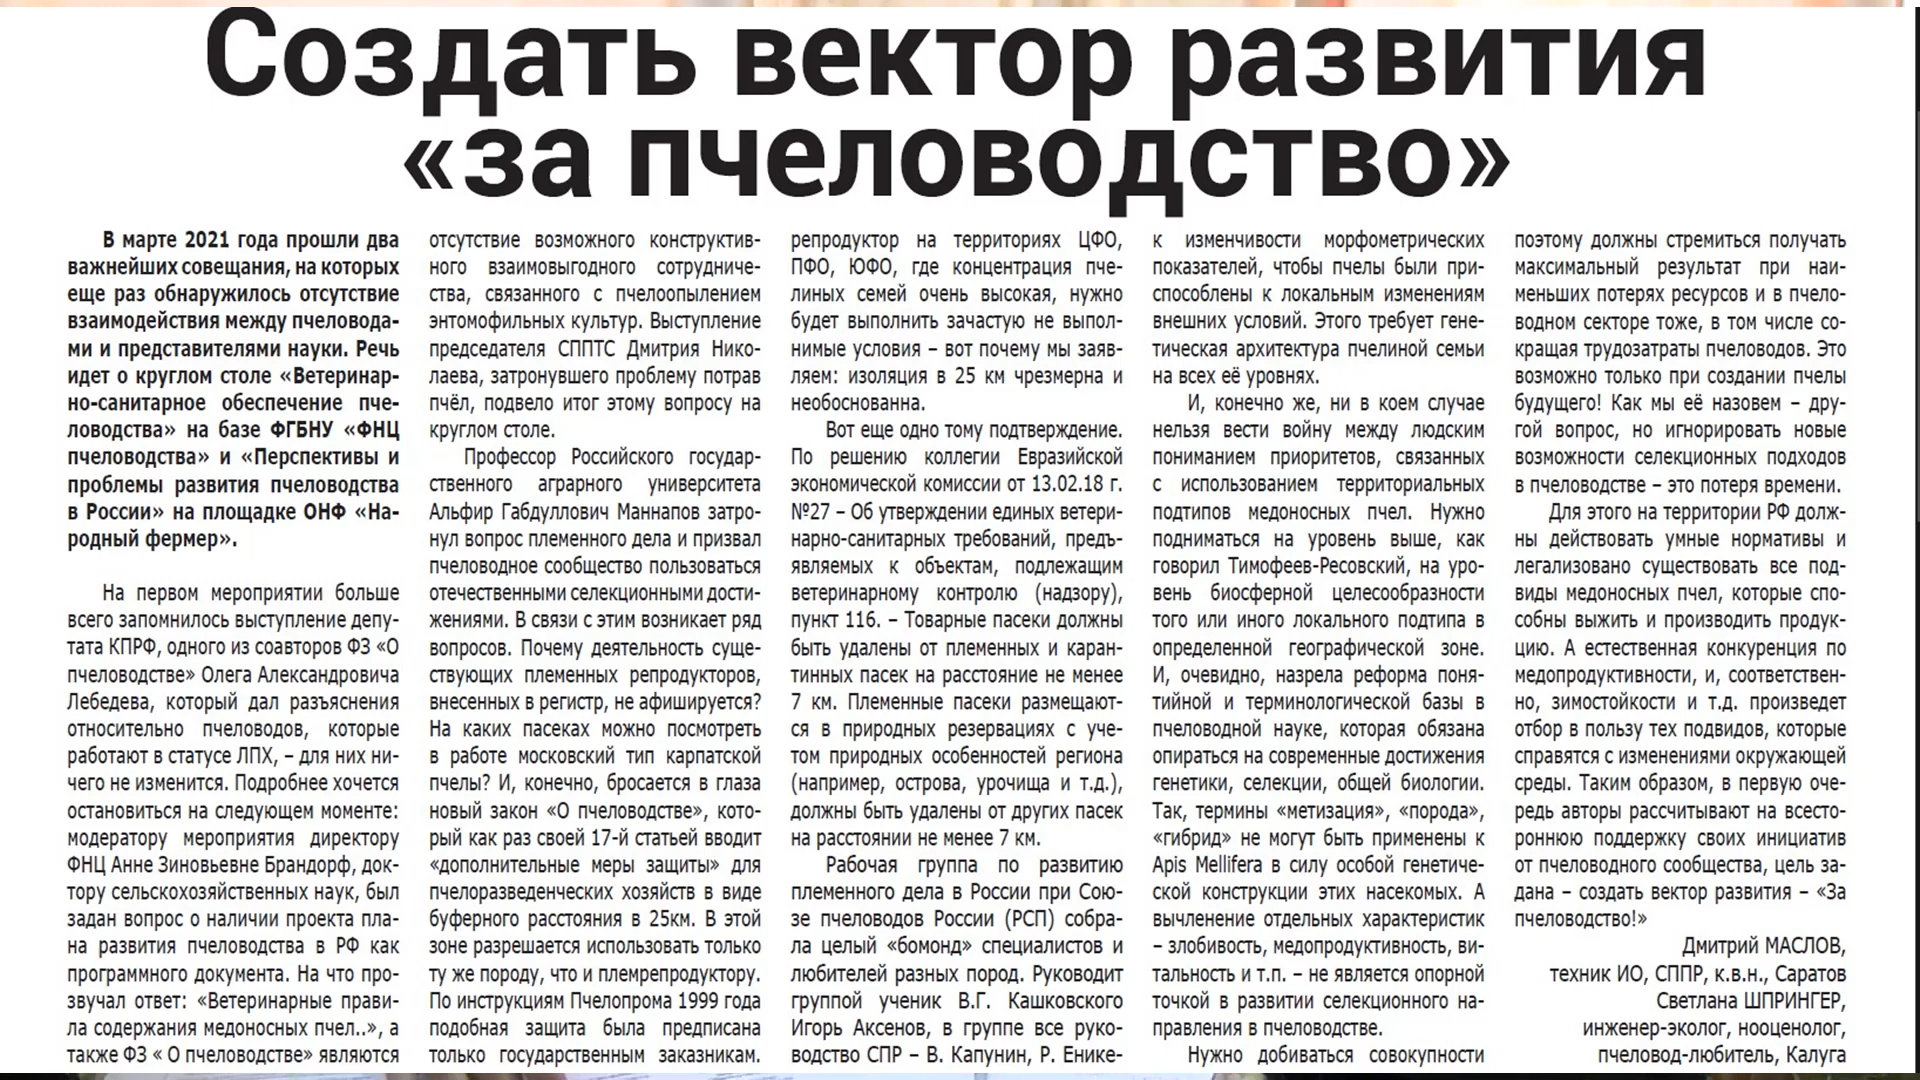 Создать вектор развития
«за пчеловодство»
В марте 2021 года прошли два
важнейших совещания, на которых
еще раз обнаружилось отсутствие
взаимодействия между пчеловода-
ми и представителями науки. Речь
идет о круглом столе «Ветеринар-
но-санитарное обеспечение пче-
ловодства» на базе ФГБНУ «ФНЦ
пчеловодства» и «Перспективы и
проблемы развития пчеловодства
в России» на площадке ОНФ «На-
родный фермер».
На первом мероприятии больше
всего запомнилось выступление депу-
тата КПРФ, одного из соавторов ФЗ «О
пчеловодстве» Олега Александровича
Лебедева, который дал разъяснения
относительно пчеловодов, которые
работают в статусе ЛПХ, – для них ни-
чего не изменится. Подробнее хочется
остановиться на следующем моменте:
модератору мероприятия директору
ФНЦ Анне Зиновьевне Брандорф, док-
тору сельскохозяйственных наук, был
задан вопрос о наличии проекта пла-
на развития пчеловодства в РФ как
программного документа. На что про-
звучал ответ: «Ветеринарные прави-
ла содержания медоносных пчел..», а
также ФЗ « О пчеловодстве» являются
отсутствие возможного конструктив-
ного взаимовыгодного сотрудниче-
ства, связанного с пчелоопылением
энтомофильных культур. Выступление
председателя СППТС Дмитрия Нико-
лаева, затронувшего проблему потрав
пчёл, подвело итог этому вопросу на
круглом столе.
Профессор Российского государ-
ственного аграрного университета
Альфир Габдуллович Маннапов затро-
нул вопрос племенного дела и призвал
пчеловодное сообщество пользоваться
отечественными селекционными дости-
жениями. В связи с этим возникает ряд
вопросов. Почему деятельность суще-
ствующих племенных репродукторов,
внесенных в регистр, не афишируется?
На каких пасеках можно посмотреть
в работе московский тип карпатской
пчелы? И, конечно, бросается в глаза
новый закон «О пчеловодстве», кото-
рый как раз своей 17-й статьей вводит
«дополнительные меры защиты» для
пчелоразведенческих хозяйств в виде
буферного расстояния в 25км. В этой
зоне разрешается использовать только
ту же породу, что и племрепродуктору.
По инструкциям Пчелопрома 1999 года
подобная защита была предписана
только государственным заказникам.
репродуктор на территориях ЦФО,
ПФО, ЮФО, где концентрация пче-
линых семей очень высокая, нужно
будет выполнить зачастую не выпол-
нимые условия – вот почему мы заяв-
ляем: изоляция в 25 км чрезмерна и
необоснованна.
Вот еще одно тому подтверждение.
По решению коллегии Евразийской
экономической комиссии от 13.02.18 г.
№27 – Об утверждении единых ветери-
нарно-санитарных требований, предъ-
являемых к объектам, подлежащим
ветеринарному контролю (надзору),
пункт 116. – Товарные пасеки должны
быть удалены от племенных и каран-
тинных пасек на расстояние не менее
7 км. Племенные пасеки размещают-
ся в природных резервациях с уче-
том природных особенностей региона
(например, острова, урочища и т.д.),
должны быть удалены от других пасек
на расстоянии не менее 7 км.
Рабочая группа по развитию
племенного дела в России при Сою-
зе пчеловодов России (РСП) собра-
ла целый «бомонд» специалистов и
любителей разных пород. Руководит
группой ученик В.Г. Кашковского
Игорь Аксенов, в группе все руко-
водство СПР – В. Капунин, Р. Енике-
к изменчивости морфометрических
показателей, чтобы пчелы были при-
способлены к локальным изменениям
внешних условий. Этого требует гене-
тическая архитектура пчелиной семьи
на всех её уровнях.
И, конечно же, ни в коем случае
нельзя вести войну между людским
пониманием приоритетов, связанных
с использованием территориальных
подтипов медоносных пчел. Нужно
подниматься на уровень выше, как
говорил Тимофеев-Ресовский, на уро-
вень биосферной целесообразности
того или иного локального подтипа в
определенной географической зоне.
И, очевидно, назрела реформа поня-
тийной и терминологической базы в
пчеловодной науке, которая обязана
опираться на современные достижения
генетики, селекции, общей биологии.
Так, термины «метизация», «порода»,
«гибрид» не могут быть применены к
Apis Mellifera в силу особой генетиче-
ской конструкции этих насекомых. А
вычленение отдельных характеристик
– злобивость, медопродуктивность, ви-
тальность и т.п. – не является опорной
точкой в развитии селекционного на-
правления в пчеловодстве.
Нужно добиваться совокупности
поэтому должны стремиться получать
максимальный результат при наи-
меньших потерях ресурсов и в пчело-
водном секторе тоже, в том числе со-
кращая трудозатраты пчеловодов. Это
возможно только при создании пчелы
будущего! Как мы её назовем – дру-
гой вопрос, но игнорировать новые
возможности селекционных подходов
в пчеловодстве – это потеря времени.
Для этого на территории РФ долж-
ны действовать умные нормативы и
легализовано существовать все под-
виды медоносных пчел, которые спо-
собны выжить и производить продук-
цию. А естественная конкуренция по
медопродуктивности, и, соответствен-
но, зимостойкости и т.д. произведет
отбор в пользу тех подвидов, которые
справятся с изменениями окружающей
среды. Таким образом, в первую оче-
редь авторы рассчитывают на всесто-
роннюю поддержку своих инициатив
от пчеловодного сообщества, цель за-
дана – создать вектор развития – «За
пчеловодство!»
Дмитрий МАСЛОВ,
техник ИО, СППР, к.в.н., Саратов
Светлана ШПРИНГЕР,
инженер-эколог, нооценолог,
пчеловод-любитель, Калуга